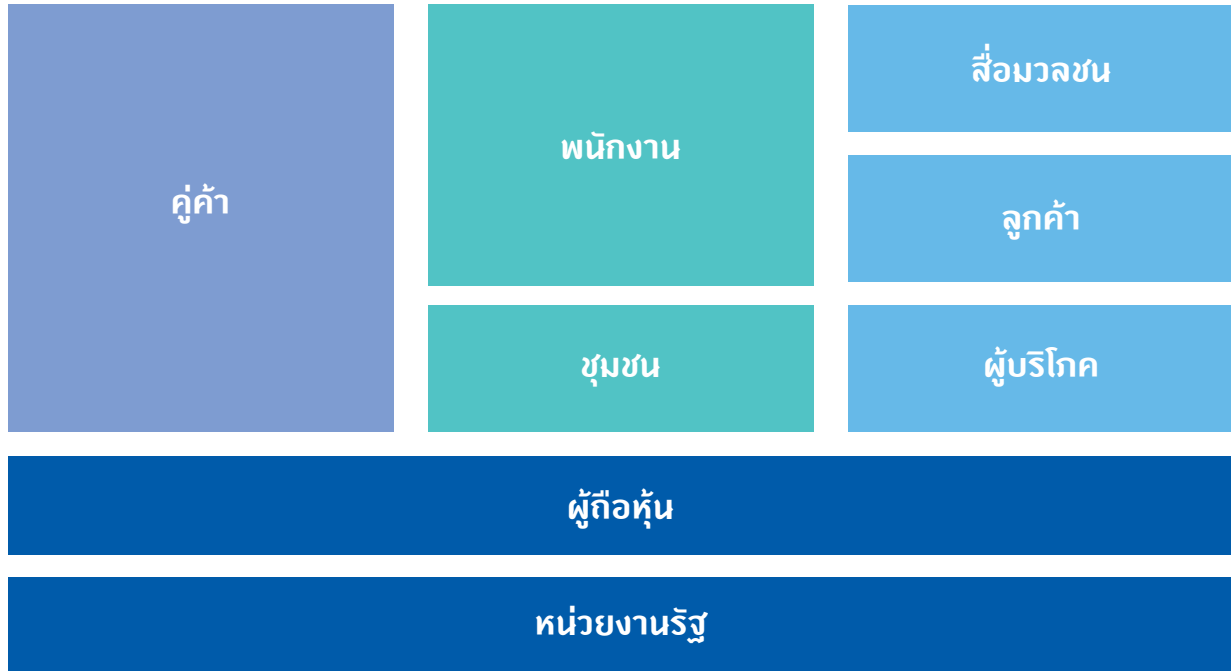 คู่ค้า
พนักงาน
ชุมชน
สื่อมวลชน
ลูกค้า
ผู้บริโภค
ผู้ถือหุ้น
หน่วยงานรัฐ